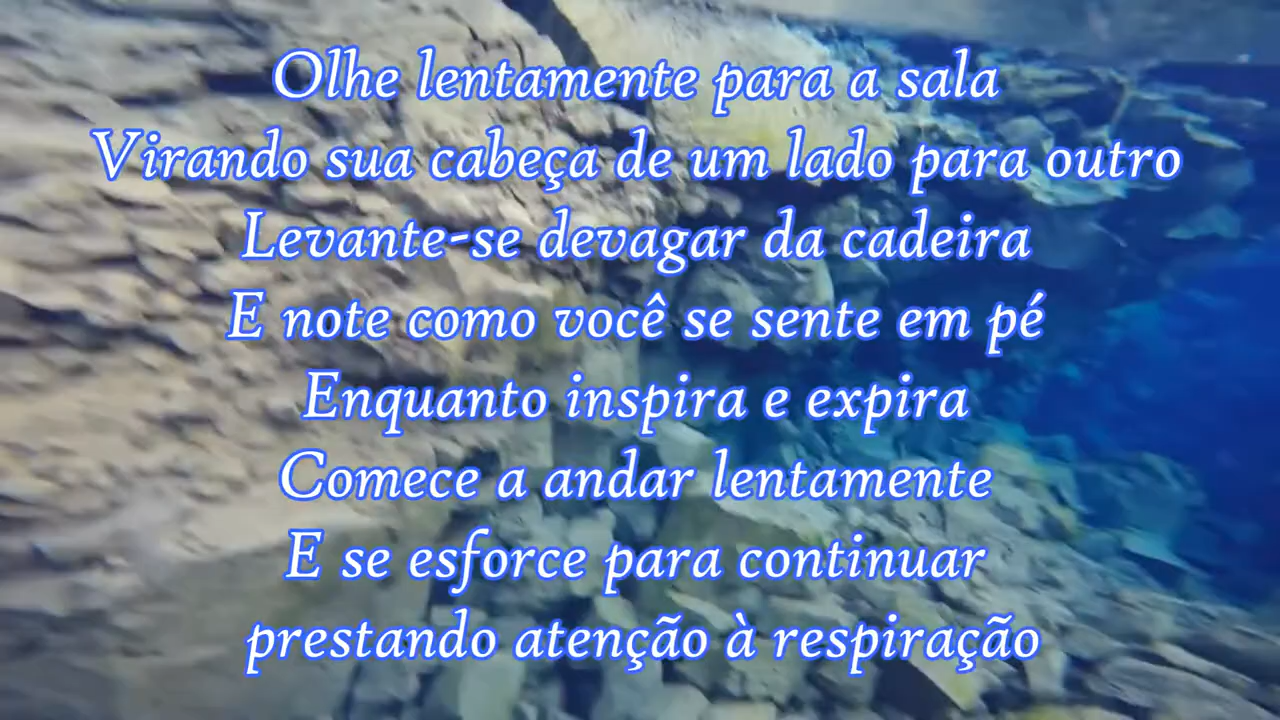 Olhe lentamente para a sala
Virando sua cabeça de um lado para outro
Levante-se devagar da cadeira
E note como você se sente em pé
Enquanto inspira e expira
Comece a andar lentamente
E se esforce para continuar
prestando atenção à respiração